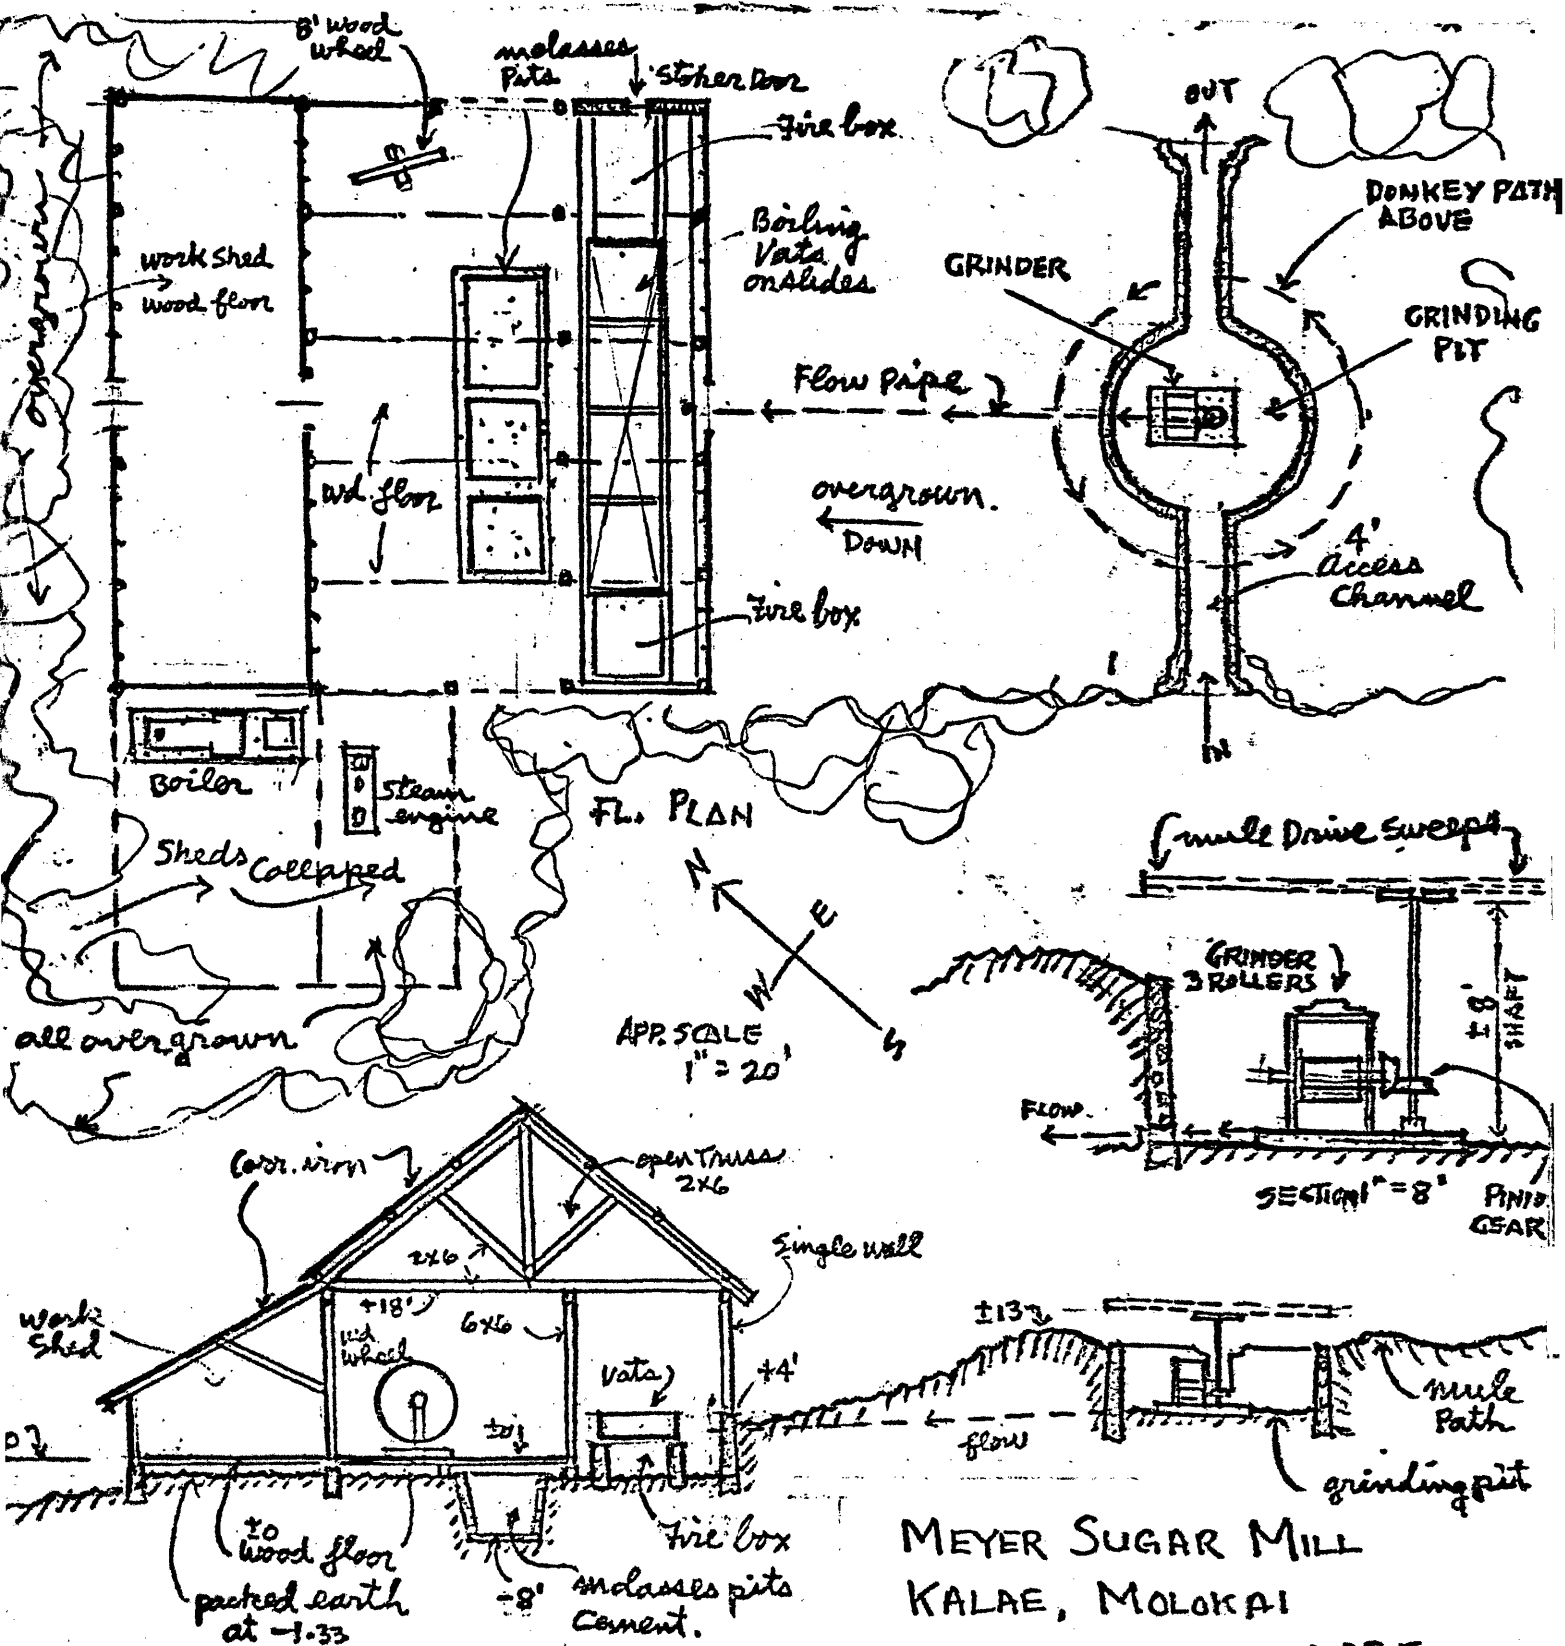 8' wood
wheel
molasses
Pits
Stoker Door
Fire box
OUT
DONKEY PATH
ABOVE
overgrown
work shed
wood floor
Boiling
Vats
on slides
GRINDER
GRINDING
PIT
Flow pipe
wd. floor
overgrown.
DOWN
4'
access
Channel
Fire box
IN
Boiler
Steam
engine
FL. PLAN
Sheds Collapsed
mule Drive Sweeps
N
E
W
S
GRINDER
3 ROLLERS
±8'
SHAFT
all overgrown
APP. SCALE
1" = 20'
FLOW.
SECTION 1" = 8'
PINIO
GEAR
Corr. iron
open Truss
2x6
Single wall
2x6
±18'
6x6
work
Shed
w'd
wheel
Vats
±4'
±13
±0
flow
mule
Path
grinding pit
±0
wood floor
packed earth
at -1.33
-8'
molasses pits
Cement.
Fire box
MEYER SUGAR MILL
KALAE, MOLOKAI